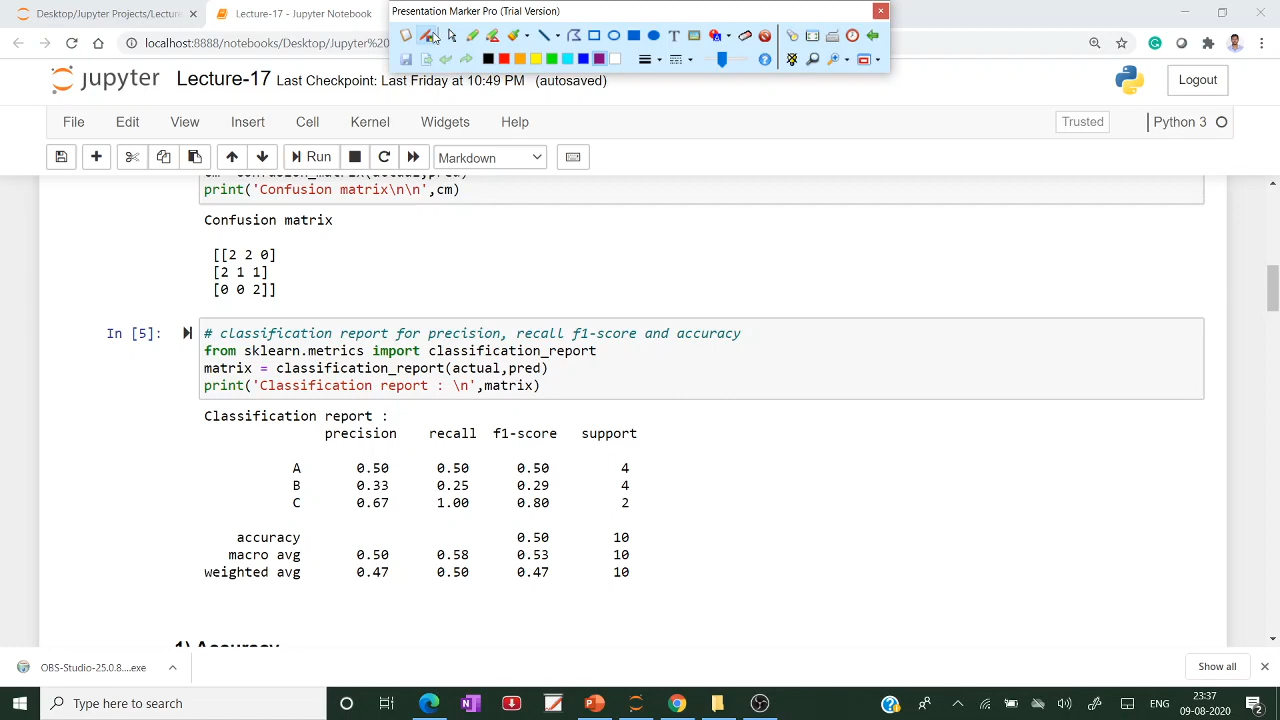 Desktop/Jupyter Projects/Lecture-
Lecture-17 - Jupyter Notebook
Presentation Marker Pro (Trial Version)
localhost:8888/notebooks/Desktop/Jupyter%20
jupyter Lecture-17 Last Checkpoint: Last Friday at 10:49 PM (autosaved)
Logout
File Edit View Insert Cell Kernel Widgets Help
Trusted
Python 3
Run
Markdown
print('Confusion matrix\n\n',cm)
Confusion matrix
[[2 2 0]
[2 1 1]
[0 0 2]]
In [5]:
# classification report for precision, recall f1-score and accuracy
from sklearn.metrics import classification_report
matrix = classification_report(actual,pred)
print('Classification report : \n',matrix)
Classification report :
precision recall f1-score support
A 0.50 0.50 0.50 4
B 0.33 0.25 0.29 4
C 0.67 1.00 0.80 2
accuracy 0.50 10
macro avg 0.50 0.58 0.53 10
weighted avg 0.47 0.50 0.47 10
1) Accuracy
OBS-Studio-25.0.8....exe
Show all
Type here to search
ENG
23:37
09-08-2020
2